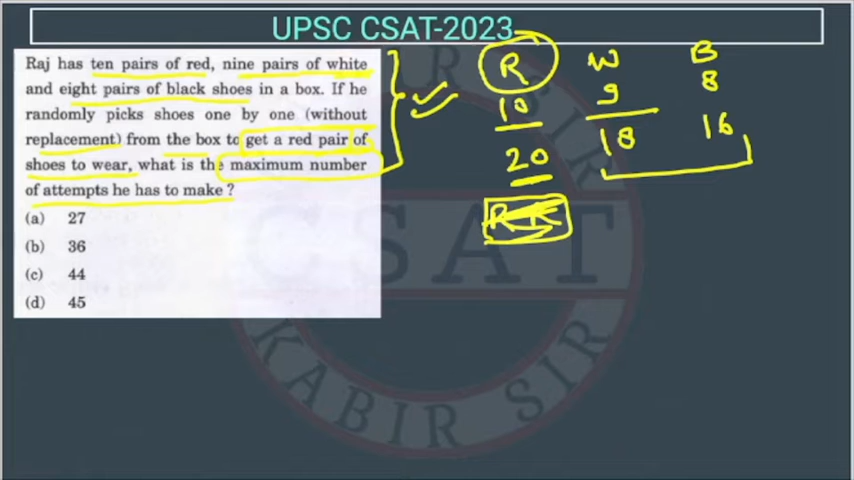 UPSC CSAT-2023
Raj has ten pairs of red, nine pairs of white
and eight pairs of black shoes in a box. If he
randomly picks shoes one by one (without
replacement) from the box to get a red pair of
shoes to wear, what is the maximum number
of attempts he has to make ?
(a) 27
(b) 36
(c) 44
(d) 45
R W B
10 9 8
20 18 16
R R
CSAT
KABIR SIR